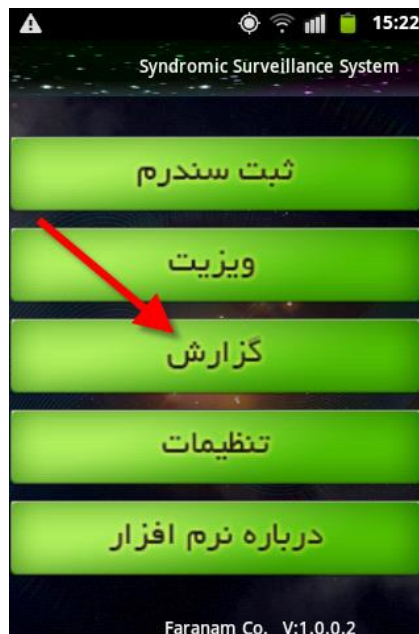 15:22
Syndromic Surveillance System
ثبت سندرم
ویزیت
گزارش
تنظیمات
درباره نرم افزار
Faranam Co. V:1.0.0.2